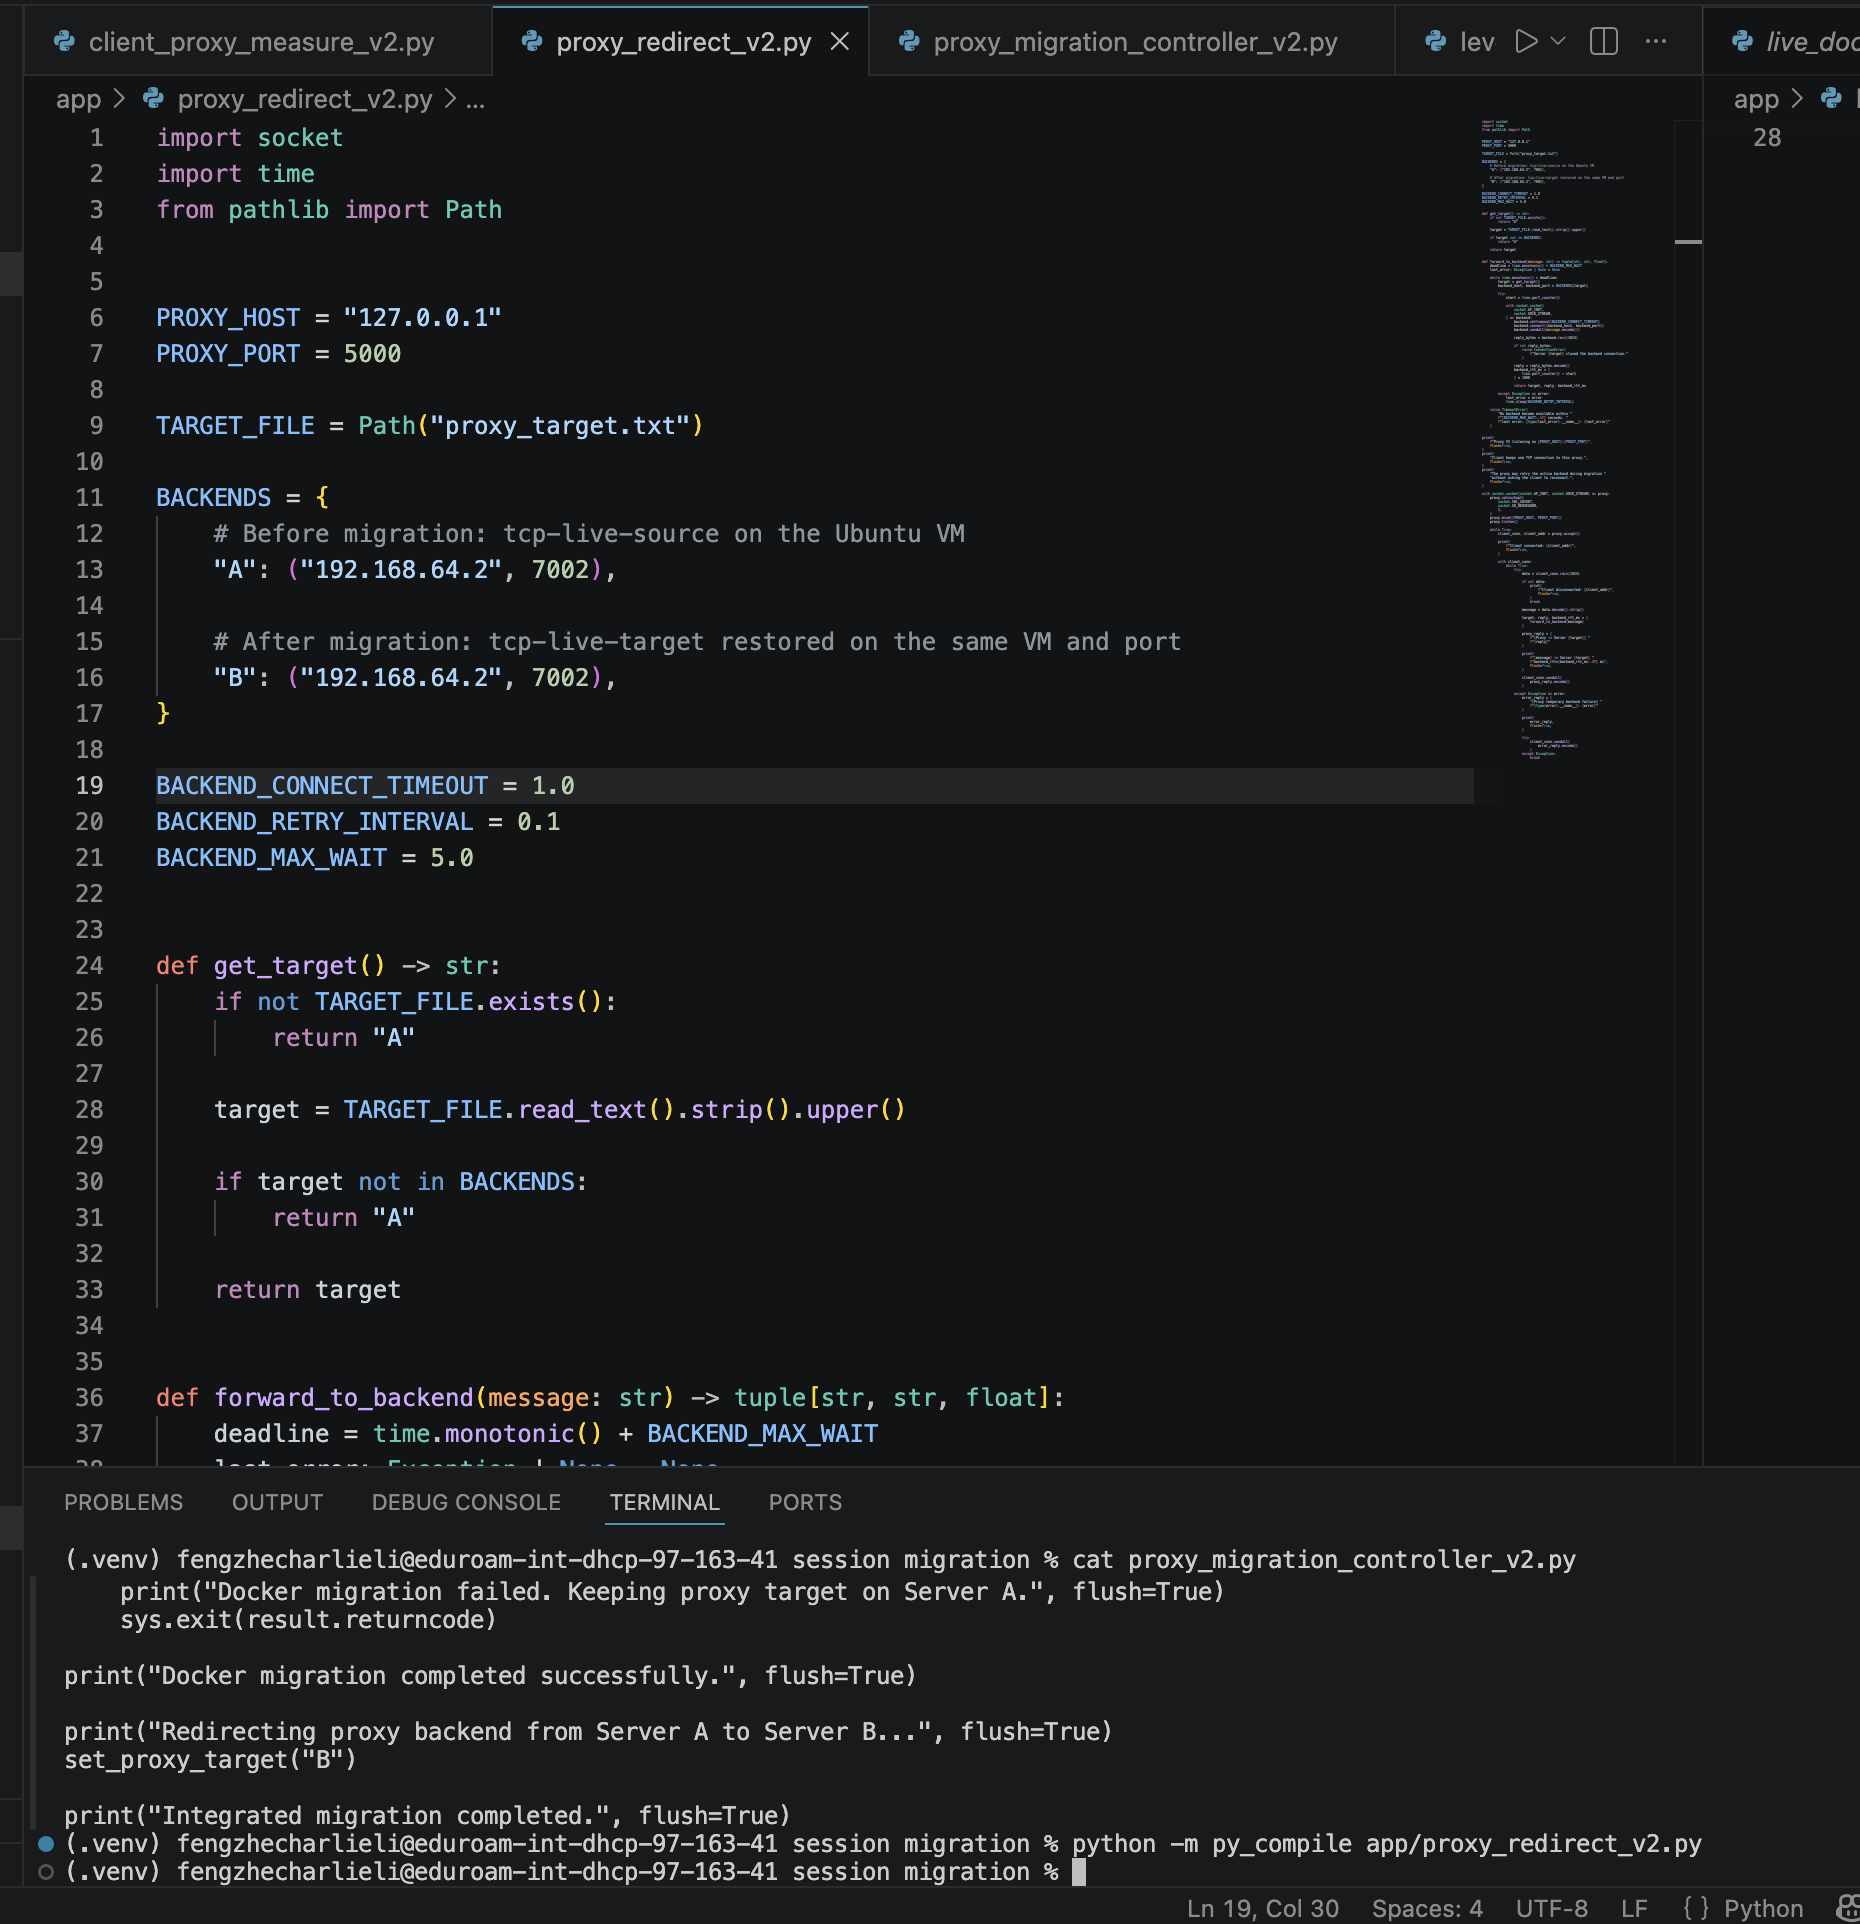 client_proxy_measure_v2.py
proxy_redirect_v2.py
proxy_migration_controller_v2.py
lev
app > proxy_redirect_v2.py > ...
app >
28
1 import socket
2 import time
3 from pathlib import Path
4
5
6 PROXY_HOST = "127.0.0.1"
7 PROXY_PORT = 5000
8
9 TARGET_FILE = Path("proxy_target.txt")
10
11 BACKENDS = {
12     # Before migration: tcp-live-source on the Ubuntu VM
13     "A": ("192.168.64.2", 7002),
14
15     # After migration: tcp-live-target restored on the same VM and port
16     "B": ("192.168.64.2", 7002),
17 }
18
19 BACKEND_CONNECT_TIMEOUT = 1.0
20 BACKEND_RETRY_INTERVAL = 0.1
21 BACKEND_MAX_WAIT = 5.0
22
23
24 def get_target() -> str:
25     if not TARGET_FILE.exists():
26         return "A"
27
28     target = TARGET_FILE.read_text().strip().upper()
29
30     if target not in BACKENDS:
31         return "A"
32
33     return target
34
35
36 def forward_to_backend(message: str) -> tuple[str, str, float]:
37     deadline = time.monotonic() + BACKEND_MAX_WAIT
PROBLEMS OUTPUT DEBUG CONSOLE TERMINAL PORTS
(.venv) fengzhecharlieli@eduroam-int-dhcp-97-163-41 session migration % cat proxy_migration_controller_v2.py
    print("Docker migration failed. Keeping proxy target on Server A.", flush=True)
    sys.exit(result.returncode)
print("Docker migration completed successfully.", flush=True)
print("Redirecting proxy backend from Server A to Server B...", flush=True)
set_proxy_target("B")
print("Integrated migration completed.", flush=True)
(.venv) fengzhecharlieli@eduroam-int-dhcp-97-163-41 session migration % python -m py_compile app/proxy_redirect_v2.py
(.venv) fengzhecharlieli@eduroam-int-dhcp-97-163-41 session migration %
Ln 19, Col 30 Spaces: 4 UTF-8 LF {} Python